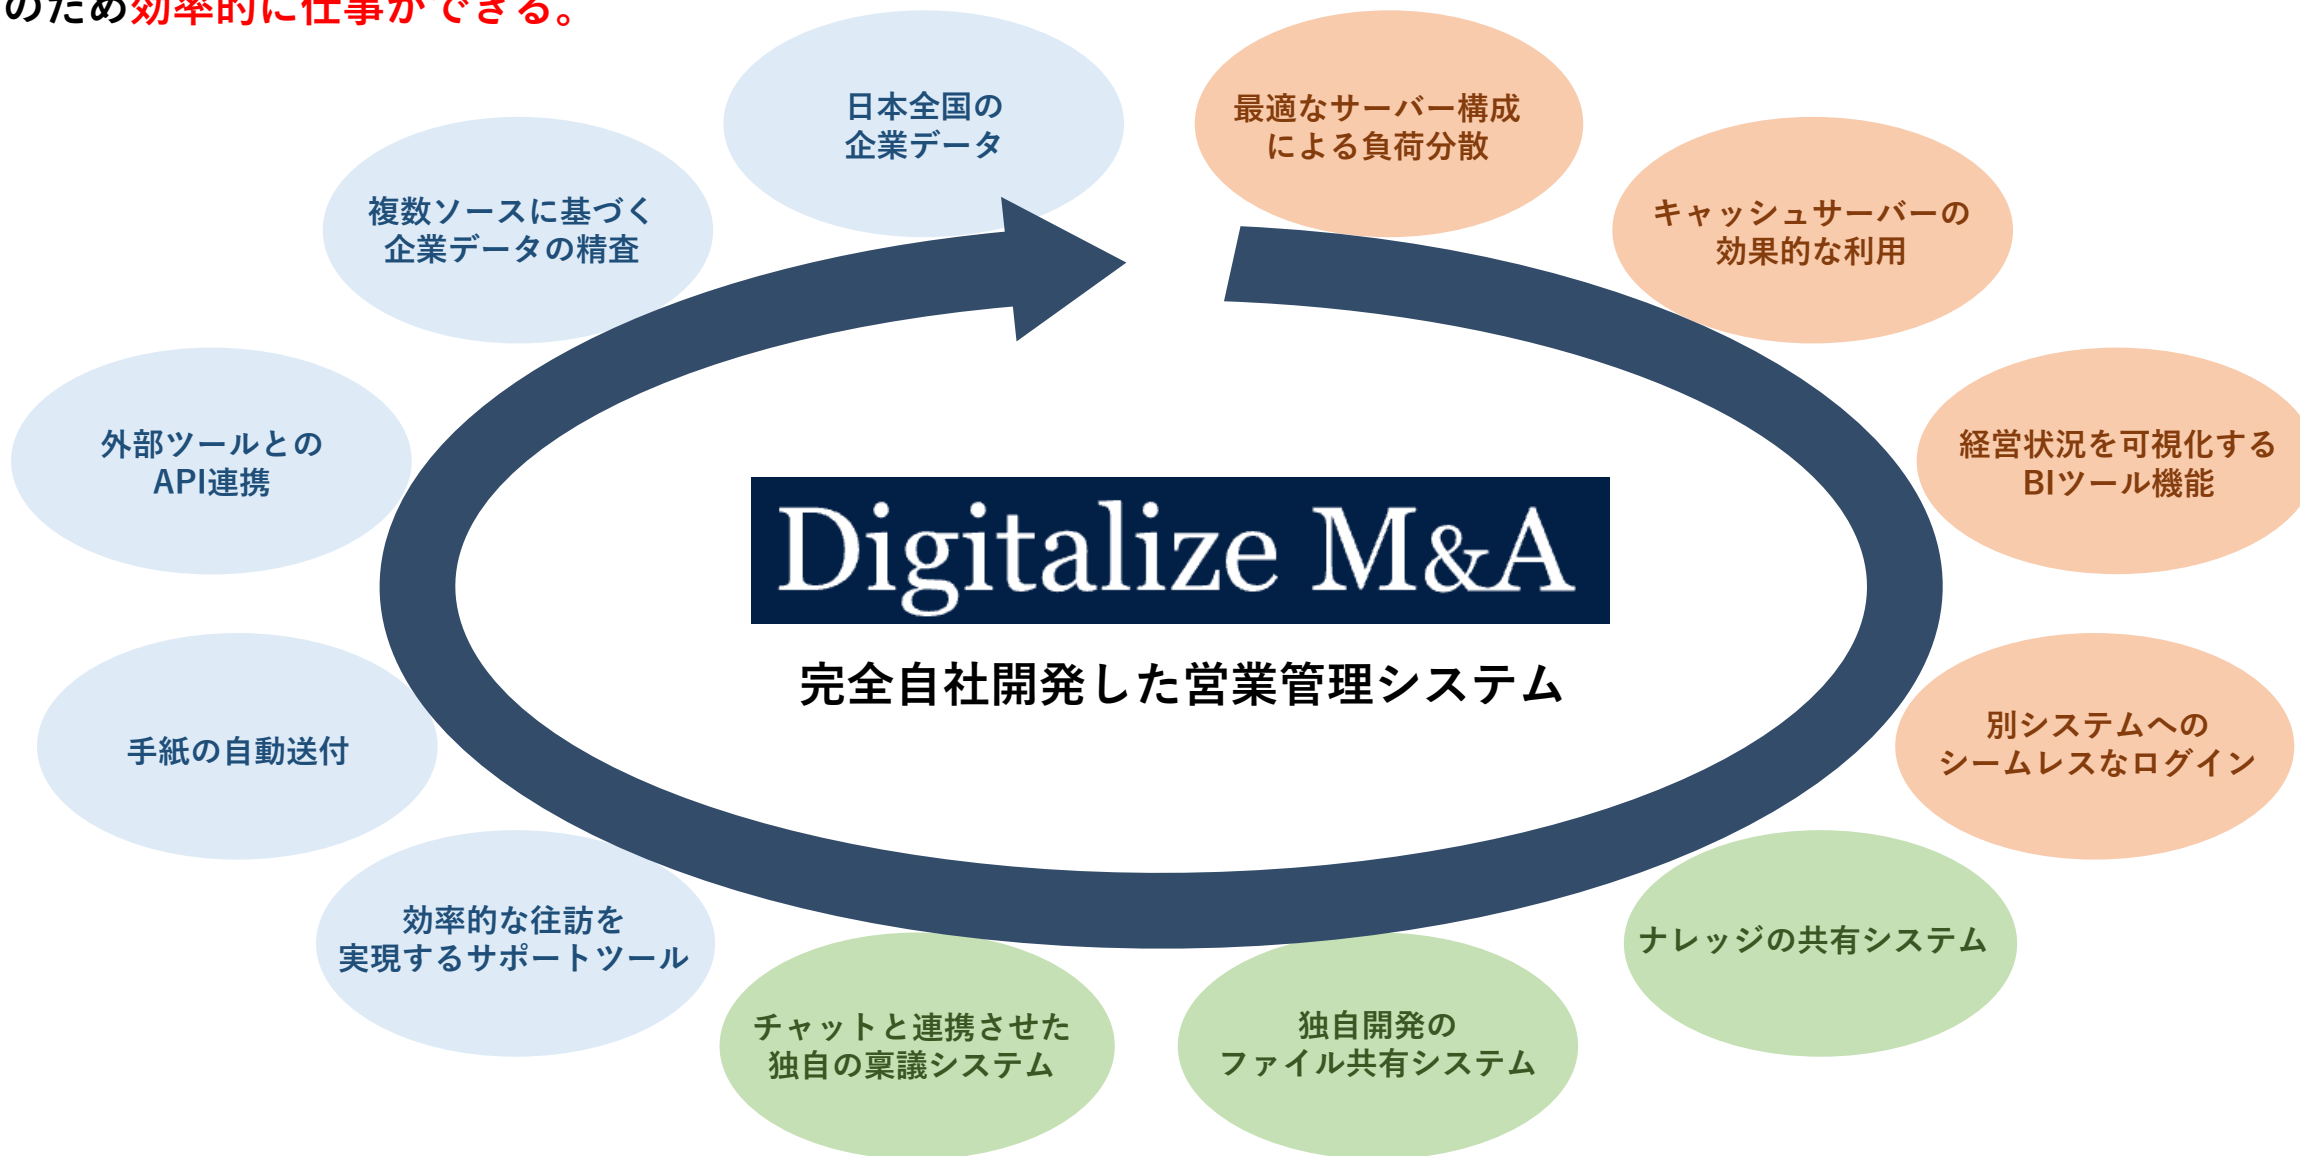 のため効率的に仕事ができる。
日本全国の
企業データ
最適なサーバー構成
による負荷分散
複数ソースに基づく
企業データの精査
キャッシュサーバーの
効果的な利用
外部ツールとの
API連携
経営状況を可視化する
BIツール機能
Digitalize M&A
完全自社開発した営業管理システム
手紙の自動送付
別システムへの
シームレスなログイン
効率的な往訪を
実現するサポートツール
ナレッジの共有システム
チャットと連携させた
独自の稟議システム
独自開発の
ファイル共有システム